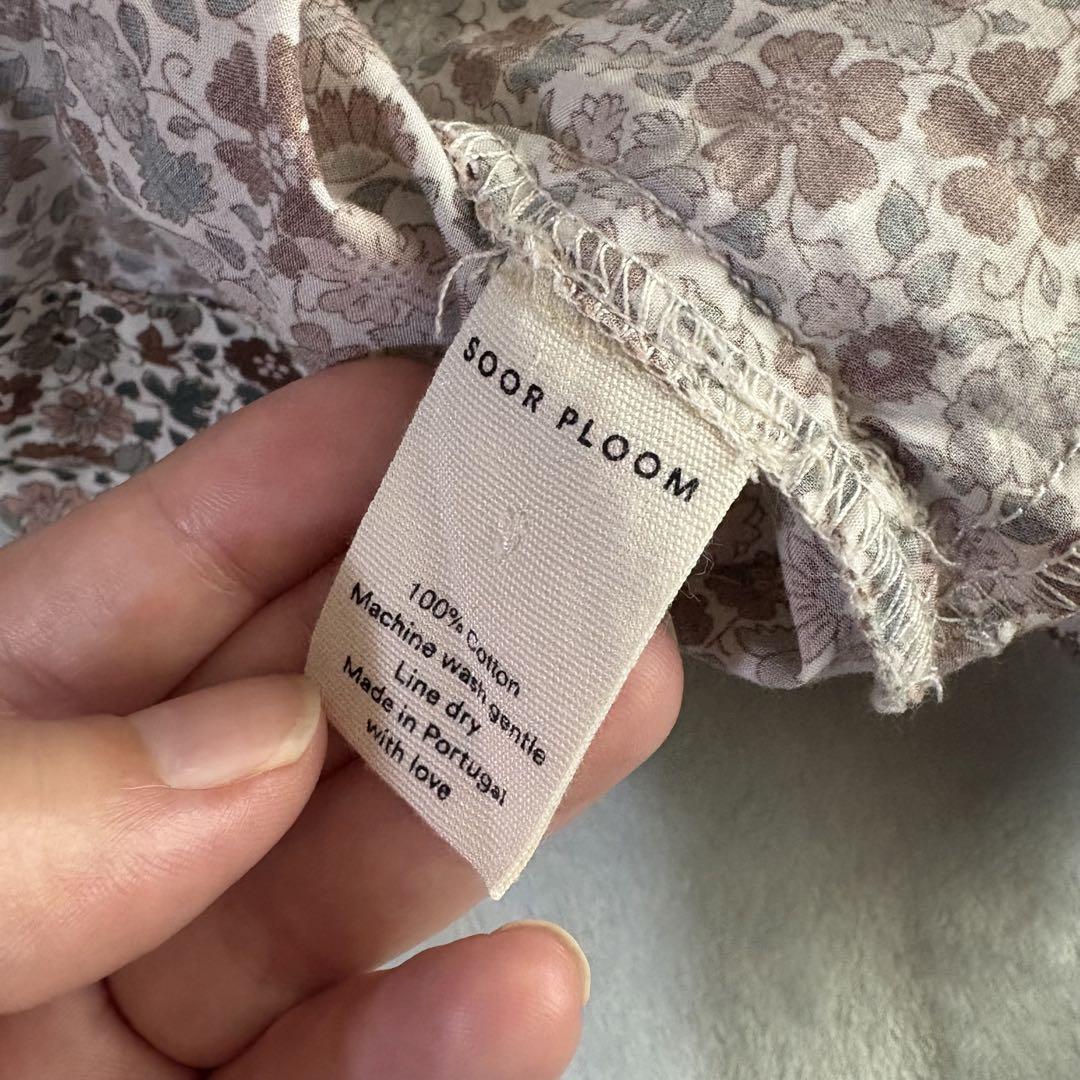 SOOR PLOOM
100% Cotton
Machine wash gentle
Line dry
Made in Portugal
with love